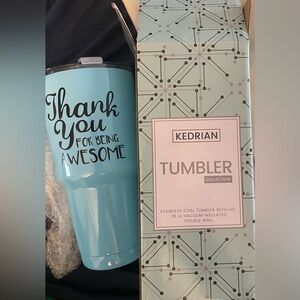 Thank
You
FOR BEING
AWESOME
KEDRIAN
TUMBLER
COLLECTION
STAINLESS STEEL TUMBLER WITH LID
30 oz VACUUM INSULATED
DOUBLE WALL